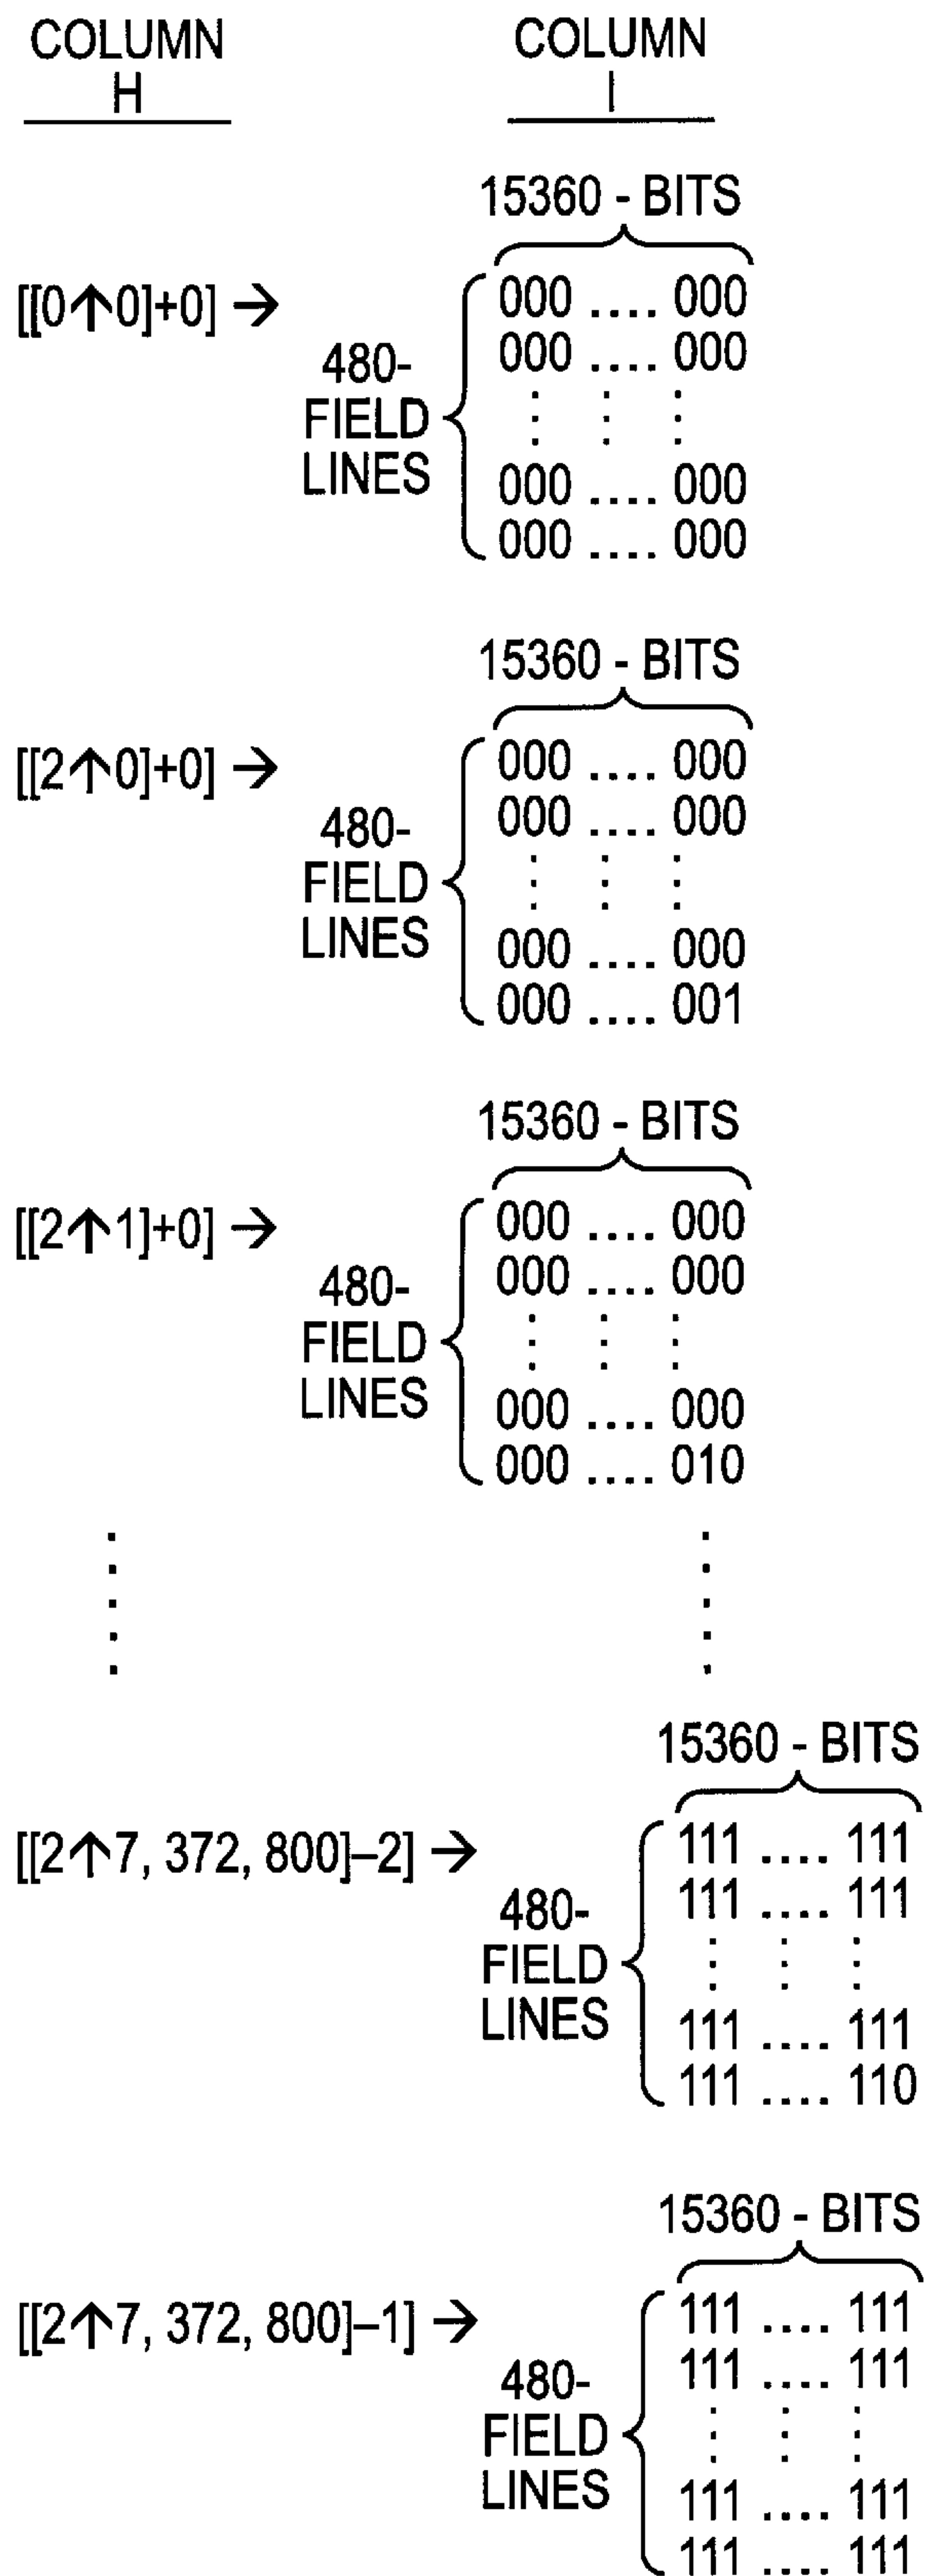 COLUMN COLUMN
H I
15360 - BITS
[[0↑0]+0] → 000 .... 000
480- 000 .... 000
FIELD : : :
LINES 000 .... 000
000 .... 000
15360 - BITS
[[2↑0]+0] → 000 .... 000
480- 000 .... 000
FIELD : : :
LINES 000 .... 000
000 .... 001
15360 - BITS
[[2↑1]+0] → 000 .... 000
480- 000 .... 000
FIELD : : :
LINES 000 .... 000
000 .... 010
15360 - BITS
[[2↑7, 372, 800]–2] → 111 .... 111
480- 111 .... 111
FIELD : : :
LINES 111 .... 111
111 .... 110
15360 - BITS
[[2↑7, 372, 800]–1] → 111 .... 111
480- 111 .... 111
FIELD : : :
LINES 111 .... 111
111 .... 111